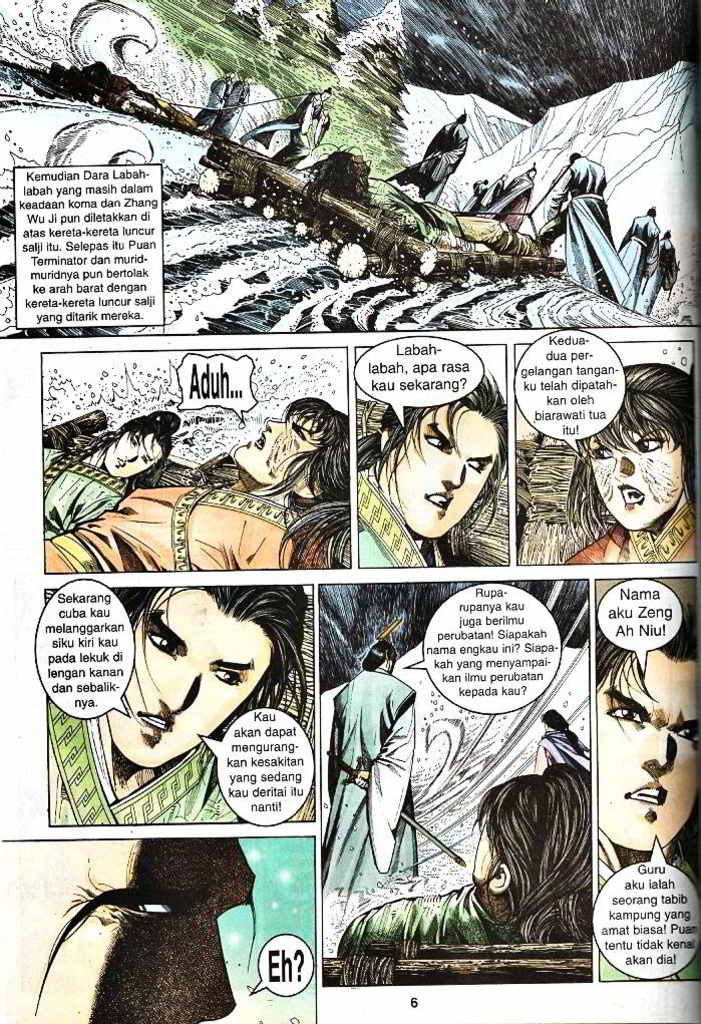 Kemudian Dara Labah-
labah yang masih dalam
keadaan koma dan Zhang
Wu Ji pun diletakkan di
atas kereta-kereta luncur
salji itu. Selepas itu Puan
Terminator dan murid-
muridnya pun bertolak
ke arah barat dengan
kereta-kereta luncur salji
yang ditarik mereka.
Aduh...
Labah-
labah, apa rasa
kau sekarang?
Kedua-
dua per-
gelangan tangan-
ku telah dipatah-
kan oleh
biarawati tua
itu!
Sekarang
cuba kau
melanggarkan
siku kiri kau
pada lekuk di
lengan kanan
dan sebalik-
nya.
Kau
akan dapat
mengurang-
kan kesakitan
yang sedang
kau deritai itu
nanti!
Rupa-
rupanya kau
juga berilmu
perubatan! Siapakah
nama engkau ini? Siapa-
kah yang menyampai-
kan ilmu perubatan
kepada kau?
Nama
aku Zeng
Ah Niu!
Guru
aku ialah
seorang tabib
kampung yang
amat biasa! Puan
tentu tidak kenal
akan dia!
Eh?
6